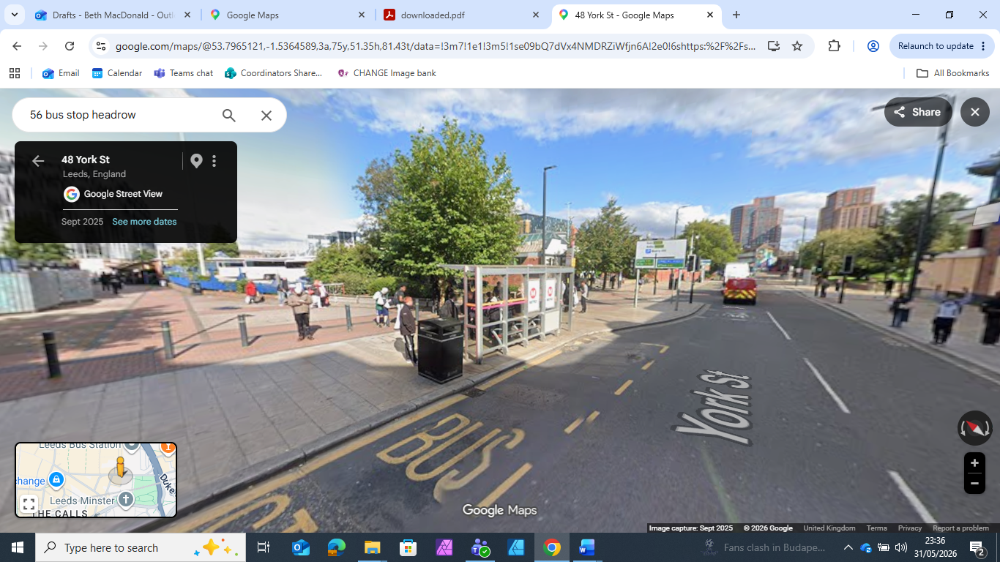 Drafts - Beth MacDonald - Outl
Google Maps
downloaded.pdf
48 York St - Google Maps
google.com/maps/@53.7965121,-1.5364589,3a,75y,51.35h,81.43t/data=!3m7!1e1!3m5!1se09bQ7dVx4NMDRZiWfjn6A!2e0!6shttps:%2F%2Fs...
Relaunch to update
Email
Calendar
Teams chat
Coordinators Share...
CHANGE Image bank
All Bookmarks
56 bus stop headrow
Share
48 York St
Leeds, England
Google Street View
Sept 2025 See more dates
York St
BUS
Leeds Bus Station
change
Duke
Leeds Minster
THE CALLS
Google Maps
Image capture: Sept 2025 © 2026 Google United Kingdom Terms Privacy Report a problem
Type here to search
Fans clash in Budape...
23:36
31/05/2026
2